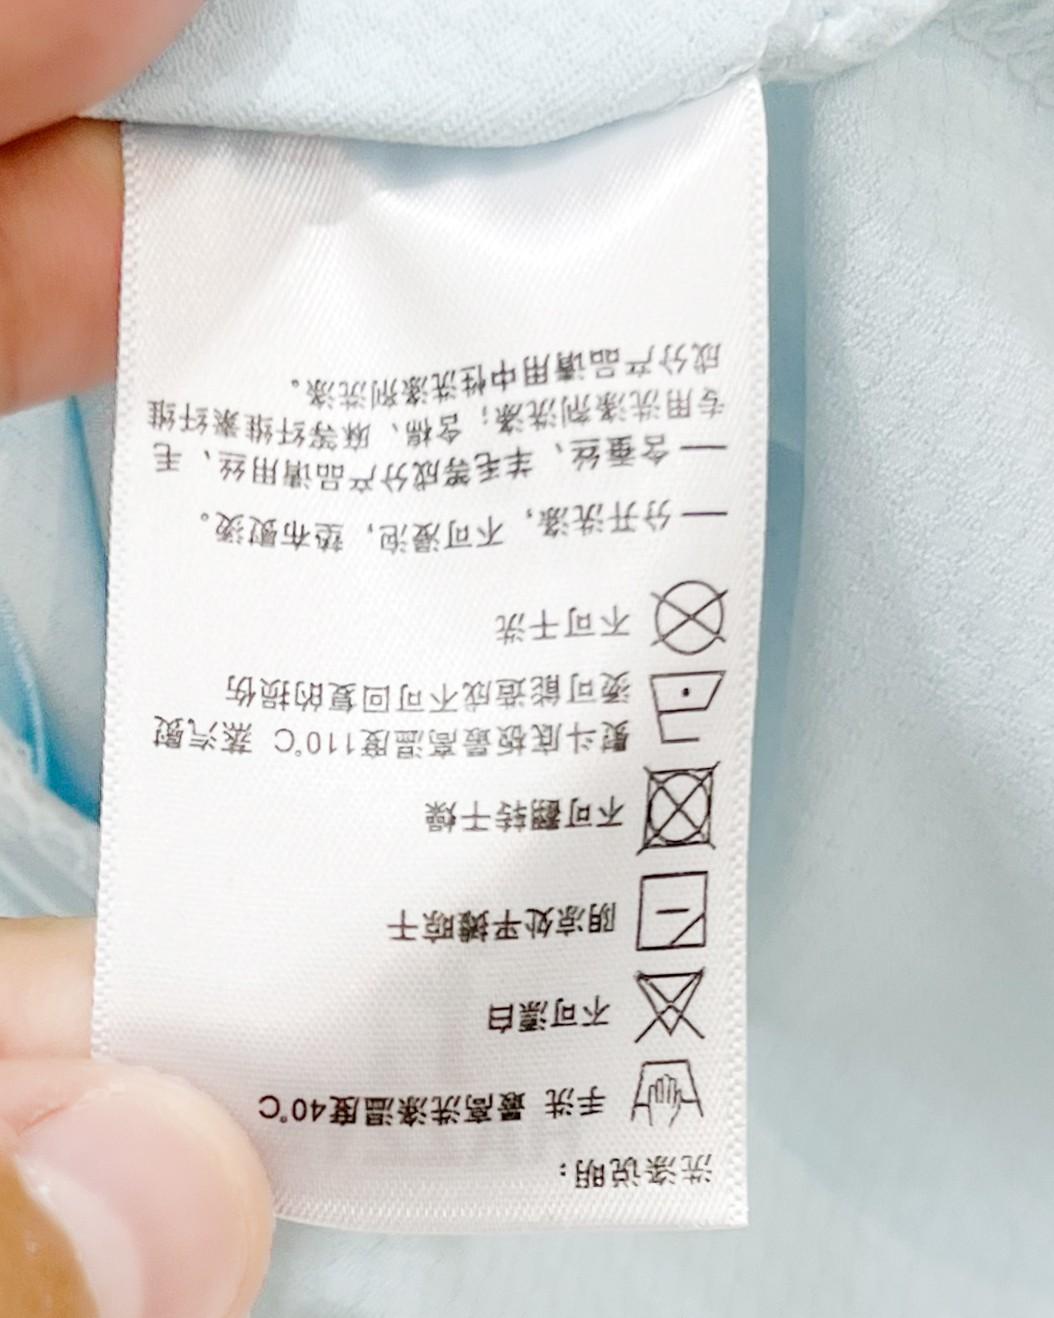 洗涤说明：
手洗 最高洗涤温度40℃
不可漂白
阴凉处平摊晾干
不可翻转干燥
熨斗底板最高温度110℃ 蒸汽熨
烫可能造成不可回复的损伤
不可干洗
—分开洗涤，不可浸泡，垫布熨烫。
—含蚕丝、羊毛等成分产品请用丝、毛
专用洗涤剂洗涤；含棉、麻等纤维素纤维
成分产品请用中性洗涤剂洗涤。